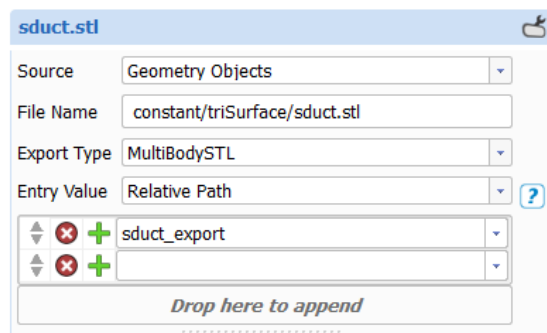 sduct.stl
Source Geometry Objects
File Name constant/triSurface/sduct.stl
Export Type MultiBodySTL
Entry Value Relative Path ?
sduct_export
Drop here to append